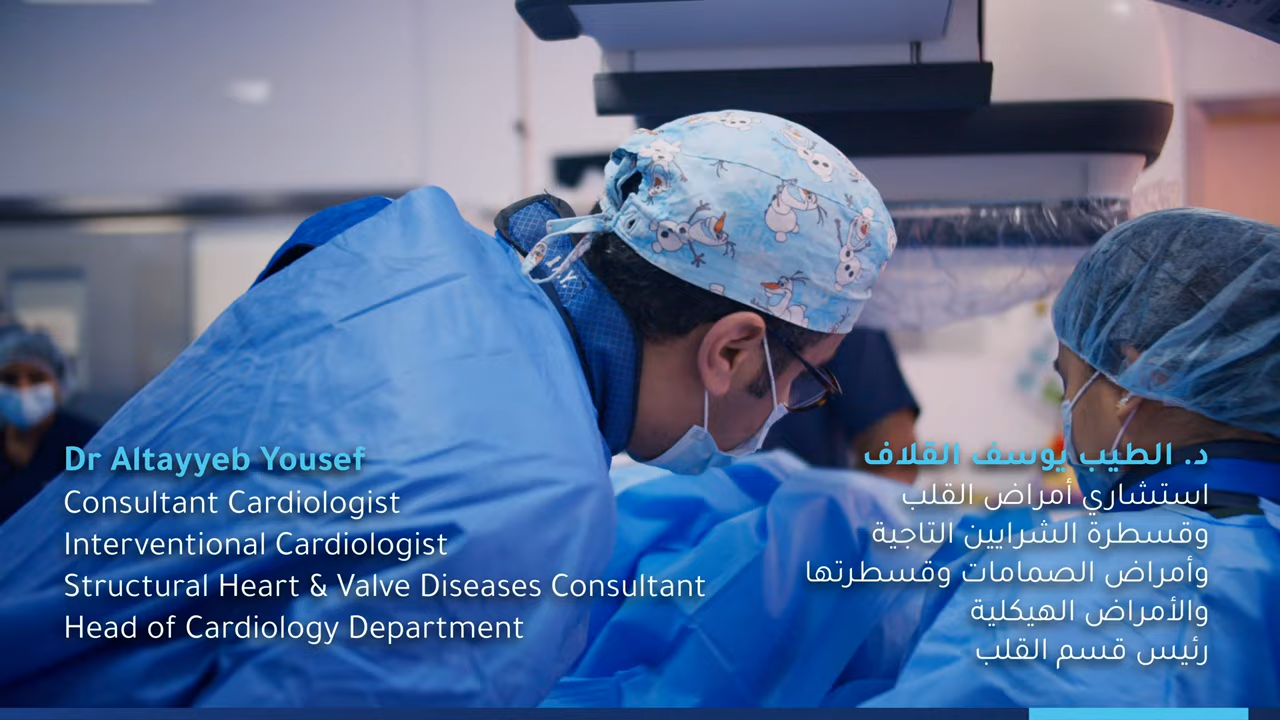 Dr Altayyeb Yousef
Consultant Cardiologist
Interventional Cardiologist
Structural Heart & Valve Diseases Consultant
Head of Cardiology Department
د. الطيب يوسف القلاف
استشاري أمراض القلب
وقسطرة الشرايين التاجية
وأمراض الصمامات وقسطرتها
والأمراض الهيكلية
رئيس قسم القلب